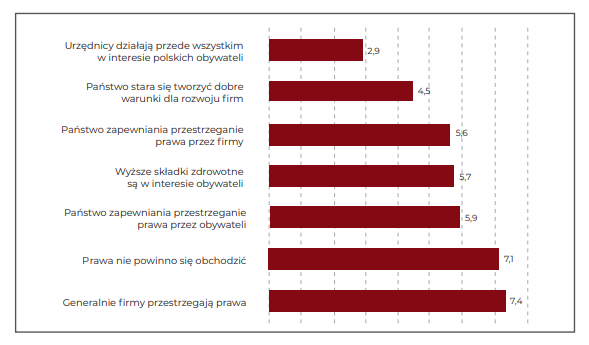 Urzędnicy działają przede wszystkim
w interesie polskich obywateli
2,9
Państwo stara się tworzyć dobre
warunki dla rozwoju firm
4,5
Państwo zapewniania przestrzeganie
prawa przez firmy
5,6
Wyższe składki zdrowotne
są w interesie obywateli
5,7
Państwo zapewniania przestrzeganie
prawa przez obywateli
5,9
Prawa nie powinno się obchodzić
7,1
Generalnie firmy przestrzegają prawa
7,4